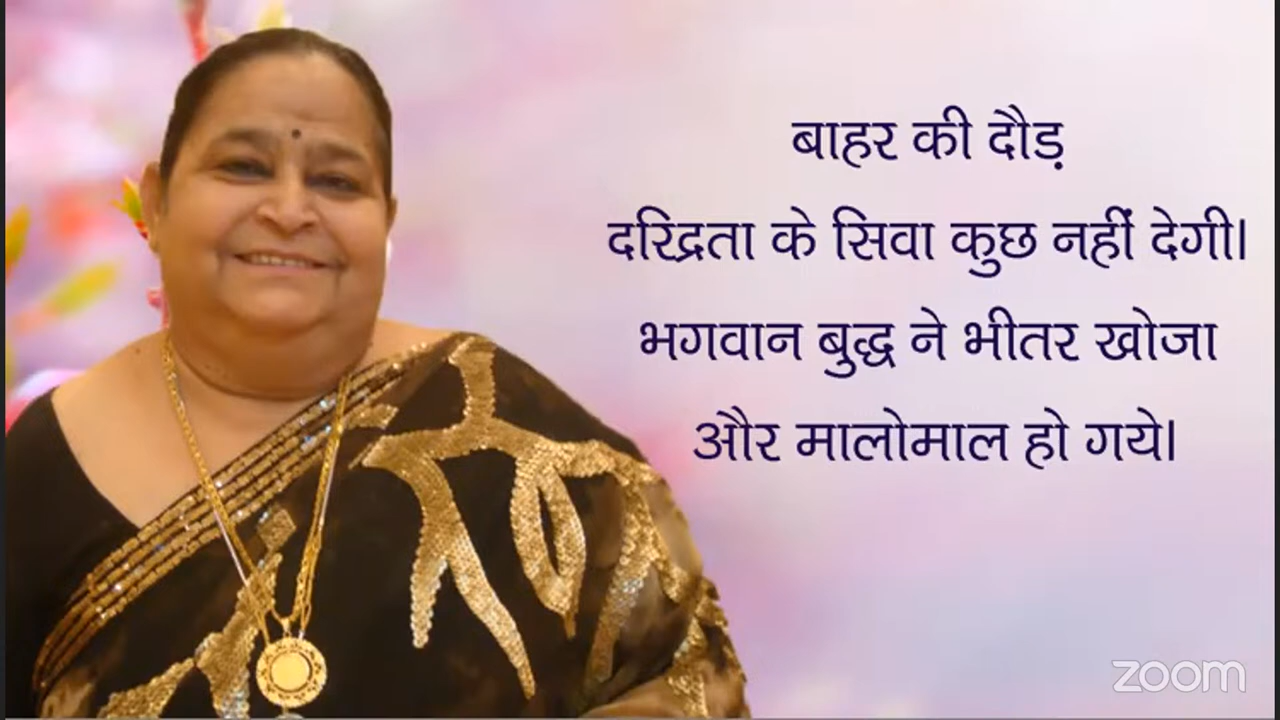 बाहर की दौड़
दरिद्रता के सिवा कुछ नहीं देगी।
भगवान बुद्ध ने भीतर खोजा
और मालोमाल हो गये।
zoom